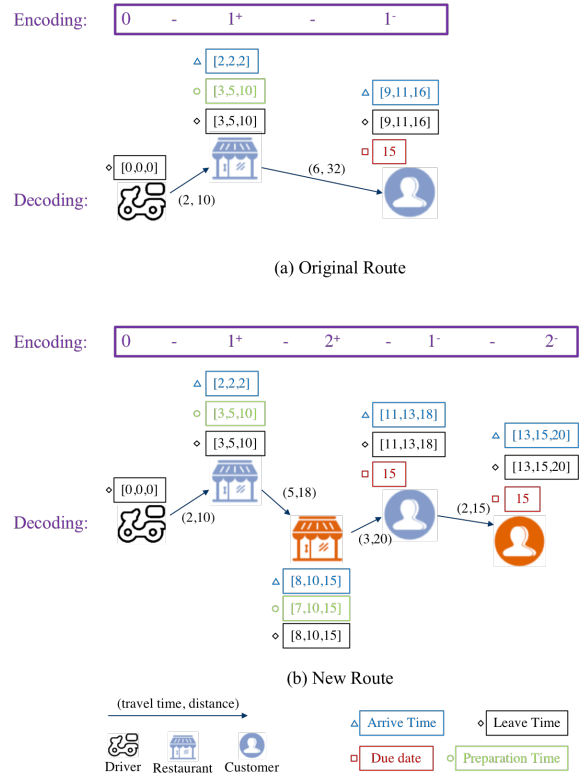 Encoding: 0 - 1⁺ - 1⁻
[2,2,2]
[3,5,10]
[9,11,16]
[3,5,10]
[9,11,16]
15
[0,0,0]
(6, 32)
Decoding:
(2, 10)
(a) Original Route
Encoding: 0 - 1⁺ - 2⁺ - 1⁻ - 2⁻
[2,2,2]
[3,5,10]
[11,13,18]
[3,5,10]
[11,13,18]
[13,15,20]
15
[13,15,20]
[0,0,0]
(5,18)
15
(2,15)
Decoding:
(2,10)
(3,20)
[8,10,15]
[7,10,15]
[8,10,15]
(b) New Route
(travel time, distance)
Arrive Time
Leave Time
Driver
Restaurant
Customer
Due date
Preparation Time